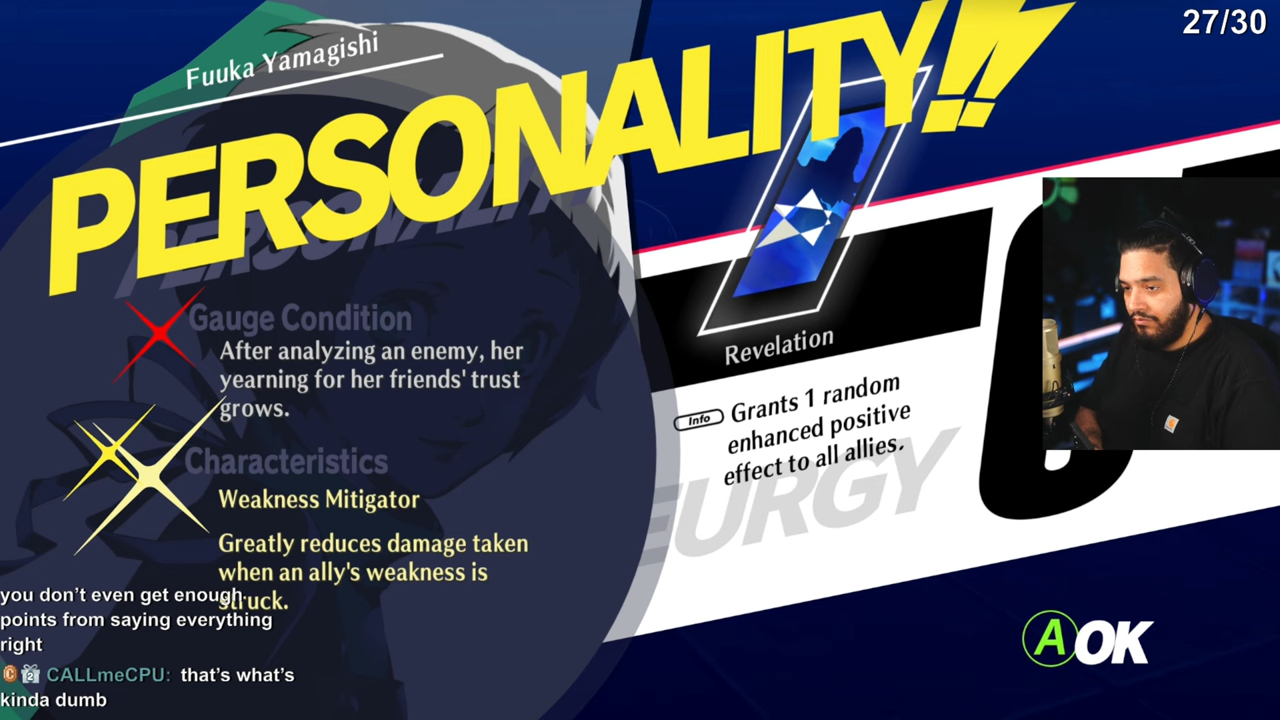 27/30
Fuuka Yamagishi
PERSONALITY!!
PERSONALITY
Gauge Condition
After analyzing an enemy, her
yearning for her friends' trust
grows.
Characteristics
Weakness Mitigator
Greatly reduces damage taken
when an ally's weakness is
struck.
Revelation
Info Grants 1 random
enhanced positive
effect to all allies.
EURGY
you don't even get enough
points from saying everything
right
CALLmeCPU: that's what's
kinda dumb
A OK